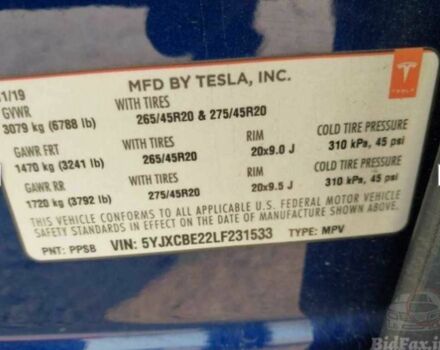 MFD BY TESLA, INC.
TESLA
1/19
GVWR
3079 kg (6788 lb)
WITH TIRES
265/45R20 & 275/45R20
GAWR FRT
1470 kg (3241 lb)
WITH TIRES
265/45R20
RIM
20x9.0 J
COLD TIRE PRESSURE
310 kPa, 45 psi
GAWR RR
1720 kg (3792 lb)
WITH TIRES
275/45R20
RIM
20x9.5 J
COLD TIRE PRESSURE
310 kPa, 45 psi
THIS VEHICLE CONFORMS TO ALL APPLICABLE U.S. FEDERAL MOTOR VEHICLE
SAFETY STANDARDS IN EFFECT ON THE DATE OF MANUFACTURE SHOWN ABOVE.
PNT: PPSB
VIN: 5YJXCBE22LF231533
TYPE: MPV